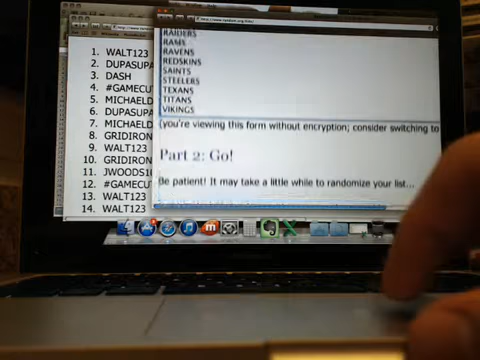 1. WALT123
2. DUPASUPA
3. DASH
4. #GAMECU
5. MICHAELD
6. DUPASUPA
7. MICHAELD
8. GRIDIRON
9. WALT123
10. GRIDIRON
11. JWOODS1
12. #GAMECU
13. WALT123
14. WALT123
RAIDERS
RAMS
RAVENS
REDSKINS
SAINTS
STEELERS
TEXANS
TITANS
VIKINGS
(you're viewing this form without encryption; consider switching to
Part 2: Go!
Be patient! It may take a little while to randomize your list...